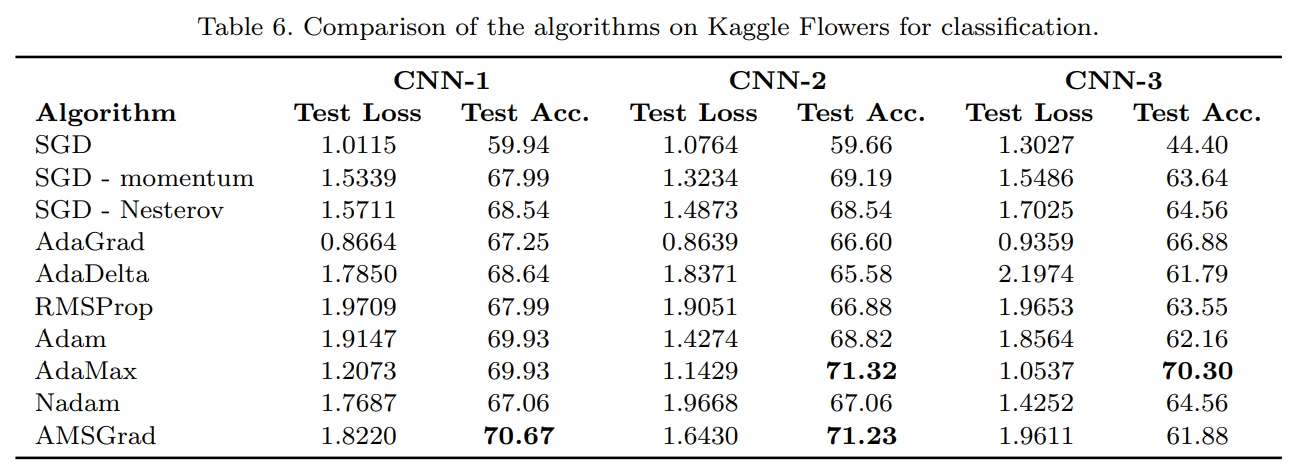 Table 6. Comparison of the algorithms on Kaggle Flowers for classification.
CNN-1 CNN-2 CNN-3
Algorithm Test Loss Test Acc. Test Loss Test Acc. Test Loss Test Acc.
SGD 1.0115 59.94 1.0764 59.66 1.3027 44.40
SGD - momentum 1.5339 67.99 1.3234 69.19 1.5486 63.64
SGD - Nesterov 1.5711 68.54 1.4873 68.54 1.7025 64.56
AdaGrad 0.8664 67.25 0.8639 66.60 0.9359 66.88
AdaDelta 1.7850 68.64 1.8371 65.58 2.1974 61.79
RMSProp 1.9709 67.99 1.9051 66.88 1.9653 63.55
Adam 1.9147 69.93 1.4274 68.82 1.8564 62.16
AdaMax 1.2073 69.93 1.1429 71.32 1.0537 70.30
Nadam 1.7687 67.06 1.9668 67.06 1.4252 64.56
AMSGrad 1.8220 70.67 1.6430 71.23 1.9611 61.88